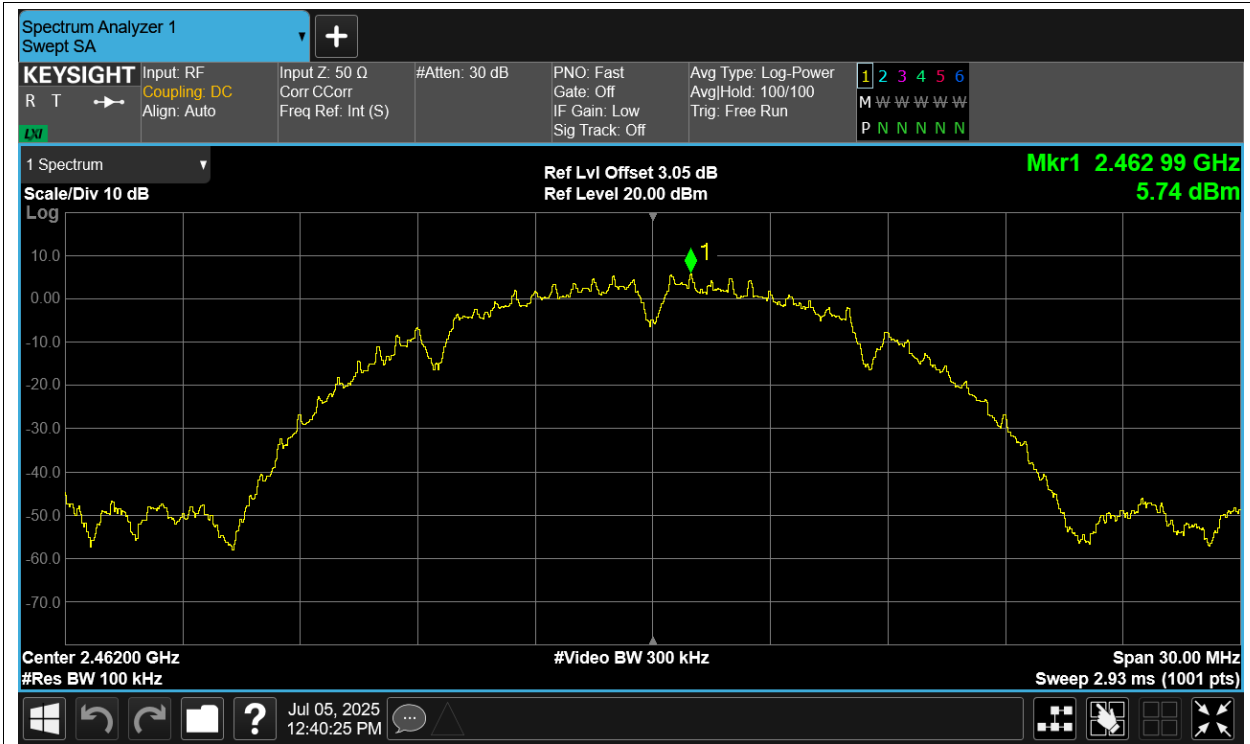 Spectrum Analyzer 1
Swept SA
KEYSIGHT
R T
LXI
Input: RF
Coupling: DC
Align: Auto
Input Z: 50 Ω
Corr CCorr
Freq Ref: Int (S)
#Atten: 30 dB
PNO: Fast
Gate: Off
IF Gain: Low
Sig Track: Off
Avg Type: Log-Power
Avg|Hold: 100/100
Trig: Free Run
1 2 3 4 5 6
M W W W W W W
P N N N N N
1 Spectrum
Scale/Div 10 dB
Log
Ref Lvl Offset 3.05 dB
Ref Level 20.00 dBm
Mkr1 2.462 99 GHz
5.74 dBm
1
10.0
0.00
-10.0
-20.0
-30.0
-40.0
-50.0
-60.0
-70.0
Center 2.46200 GHz
#Res BW 100 kHz
#Video BW 300 kHz
Span 30.00 MHz
Sweep 2.93 ms (1001 pts)
?
Jul 05, 2025
12:40:25 PM